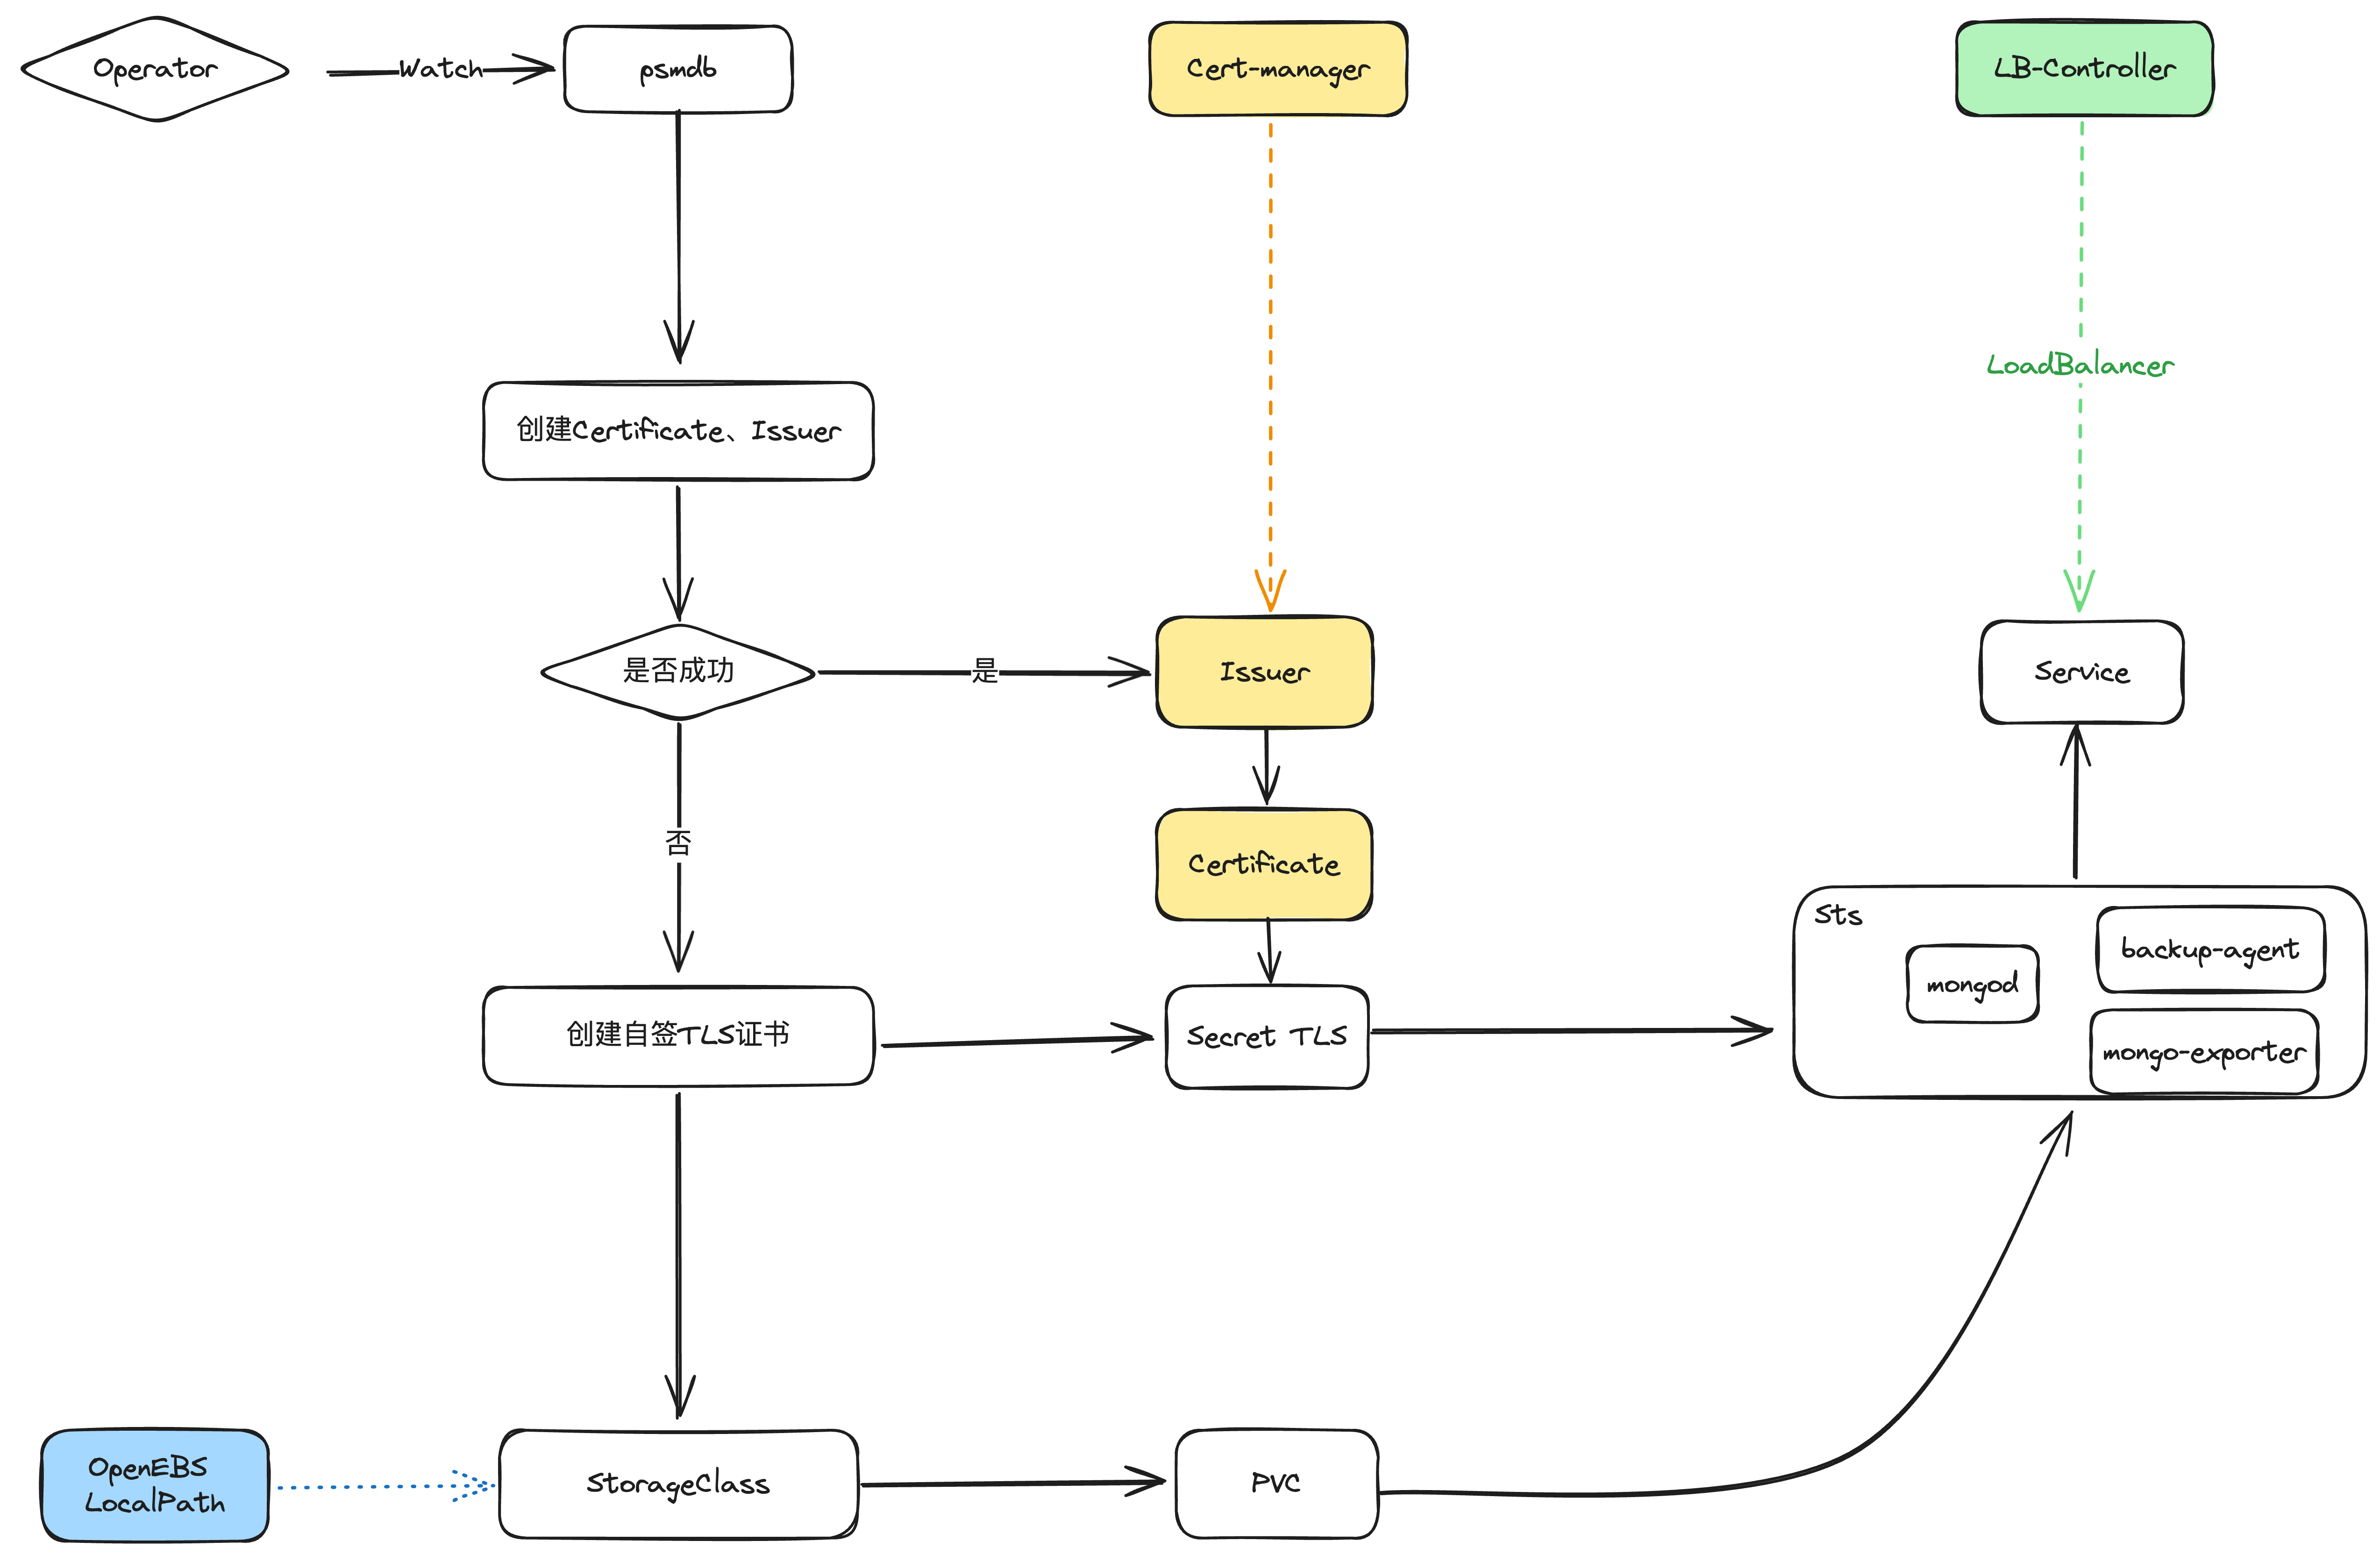 Operator
Watch
psmdb
Cert-manager
LB-Controller
LoadBalancer
创建Certificate、Issuer
是否成功
是
Issuer
Service
否
Certificate
Sts
mongod
backup-agent
mongo-exporter
创建自签TLS证书
Secret TLS
OpenEBS
LocalPath
StorageClass
PVC